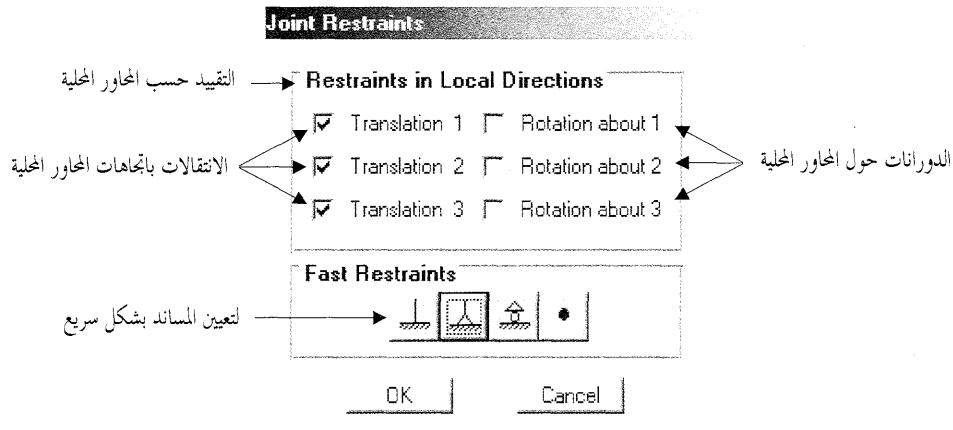 Joint Restraints
التقييد حسب المحاور المحلية
Restraints in Local Directions
Translation 1 Rotation about 1
الانتقالات باتجاهات المحاور المحلية
Translation 2 Rotation about 2
الدورانات حول المحاور المحلية
Translation 3 Rotation about 3
Fast Restraints
لتعيين المساند بشكل سريع
OK Cancel